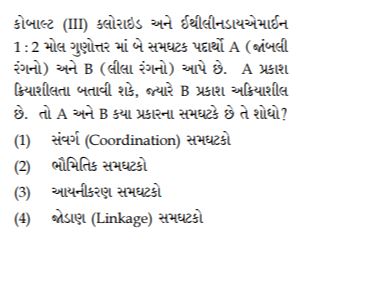 કોબાલ્ટ (III) ક્લોરાઇડ અને ઈથીલીનડાયએમાઈન
1 : 2 મોલ ગુણોત્તર માં બે સમઘટક પદાર્થો A (જાંબલી
રંગનો) અને B (લીલા રંગનો) આપે છે. A પ્રકાશ
ક્રિયાશીલતા બતાવી શકે, જ્યારે B પ્રકાશ અક્રિયાશીલ
છે. તો A અને B કયા પ્રકારના સમઘટકે છે તે શોધો?
(1) સંવર્ગ (Coordination) સમઘટકો
(2) ભૌમિતિક સમઘટકો
(3) આયનીકરણ સમઘટકો
(4) જોડાણ (Linkage) સમઘટકો